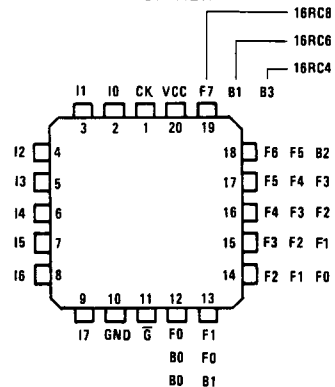 16RC8
16RC6
16RC4
I1 I0 CK VCC F7 B1 B3
3 2 1 20 19
I2 4 18 F6 F5 B2
I3 5 17 F5 F4 F3
I4 6 16 F4 F3 F2
I5 7 15 F3 F2 F1
I6 8 14 F2 F1 F0
9 10 11 12 13
I7 GND G̅ F0 F1
B0 F0
B0 B1